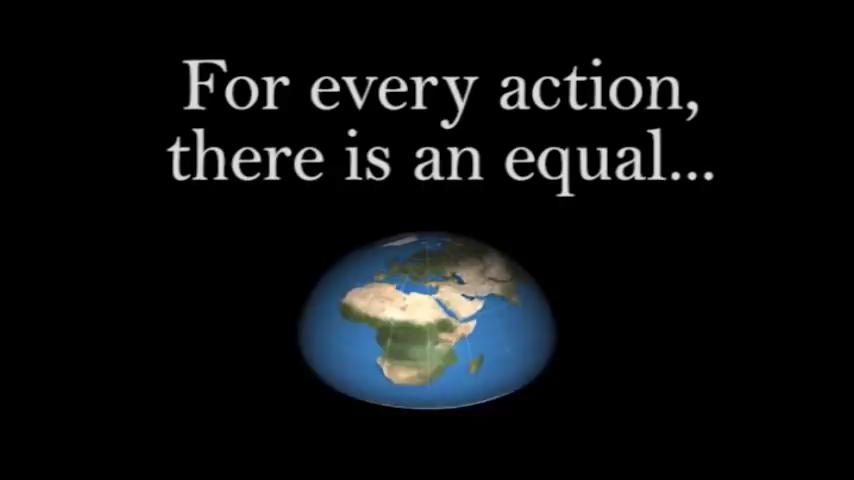 For every action,
there is an equal...